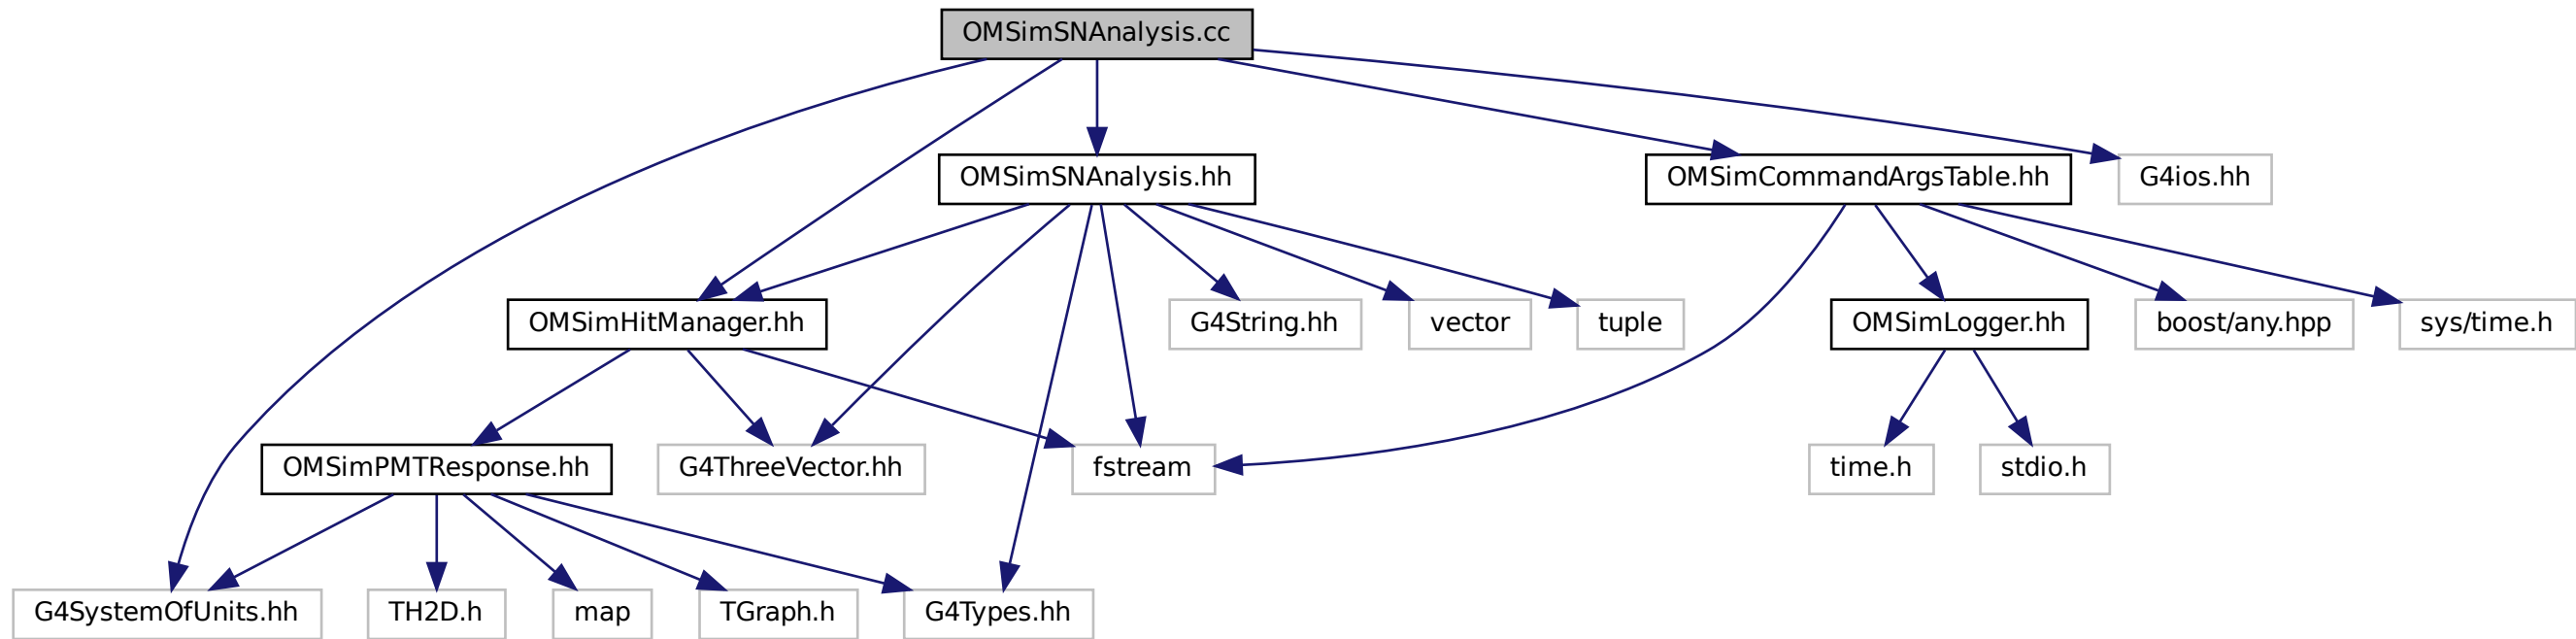 OMSimSNAnalysis.cc
OMSimSNAnalysis.hh
OMSimCommandArgsTable.hh
G4ios.hh
OMSimHitManager.hh
G4String.hh
vector
tuple
OMSimLogger.hh
boost/any.hpp
sys/time.h
OMSimPMTResponse.hh
G4ThreeVector.hh
fstream
time.h
stdio.h
G4SystemOfUnits.hh
TH2D.h
map
TGraph.h
G4Types.hh